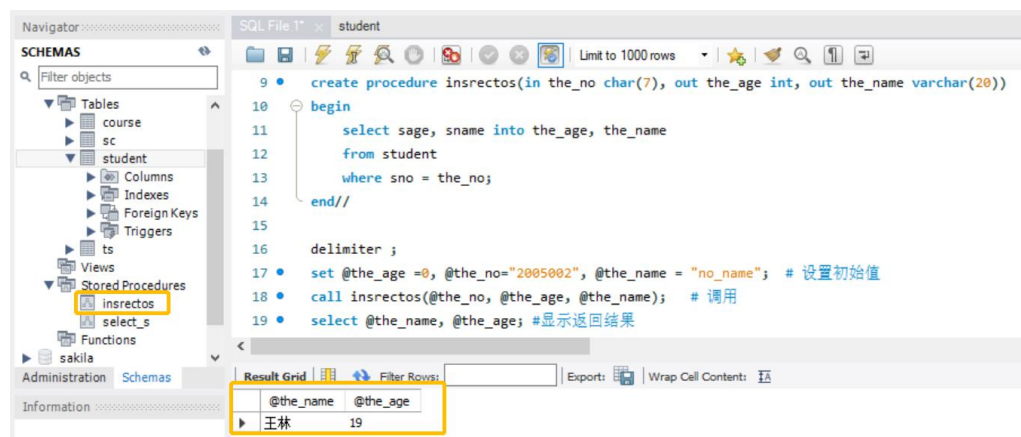 Navigator
SCHEMAS
Filter objects
Tables
course
sc
student
Columns
Indexes
Foreign Keys
Triggers
ts
Views
Stored Procedures
insrectos
select_s
Functions
sakila
Administration Schemas
Information
SQL File 1* × student
Limit to 1000 rows
9 create procedure insrectos(in the_no char(7), out the_age int, out the_name varchar(20))
10 begin
11 select sage, sname into the_age, the_name
12 from student
13 where sno = the_no;
14 end//
15
16 delimiter ;
17 set @the_age =0, @the_no="2005002", @the_name = "no_name"; # 设置初始值
18 call insrectos(@the_no, @the_age, @the_name); # 调用
19 select @the_name, @the_age; #显示返回结果
Result Grid Filter Rows: Export: Wrap Cell Content:
@the_name @the_age
王林 19